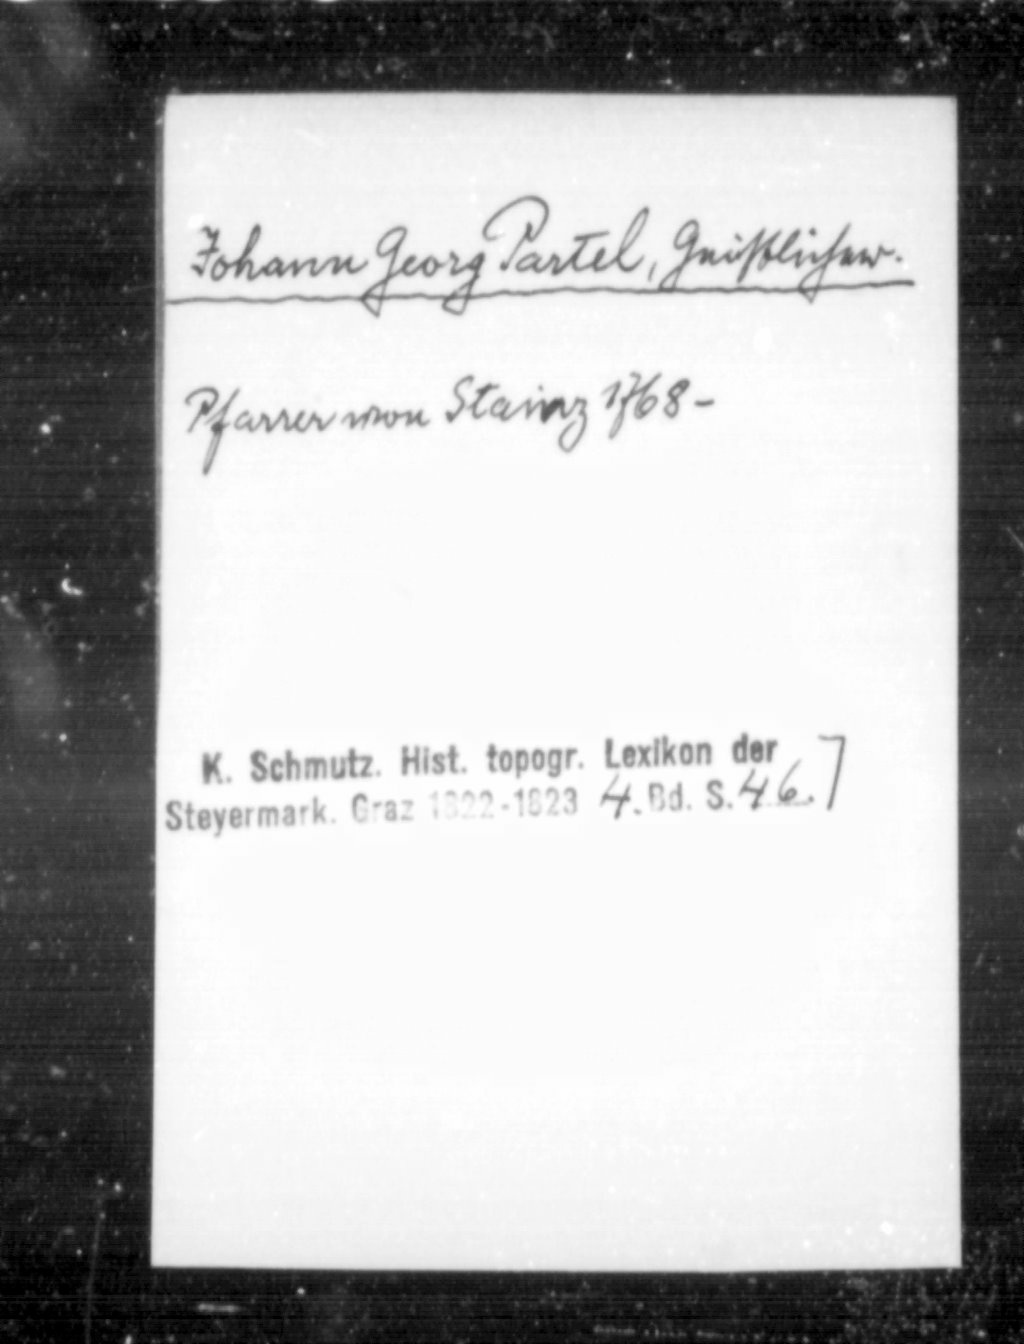 Johann Georg Partel, Geistlicher.
Pfarrer von Stainz 1768 -
K. Schmutz. Hist. topogr. Lexikon der
Steyermark. Graz 1822-1823 4. Bd. S. 46.]